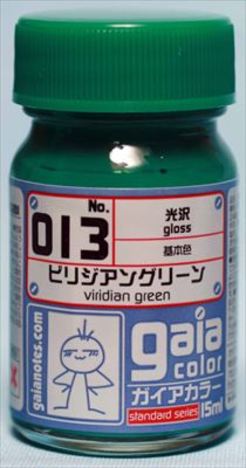 No.
013
光沢
gloss
基本色
ビリジアングリーン
viridian green
gaianotes.com
gaia
color
ガイアカラー
standard series
15ml